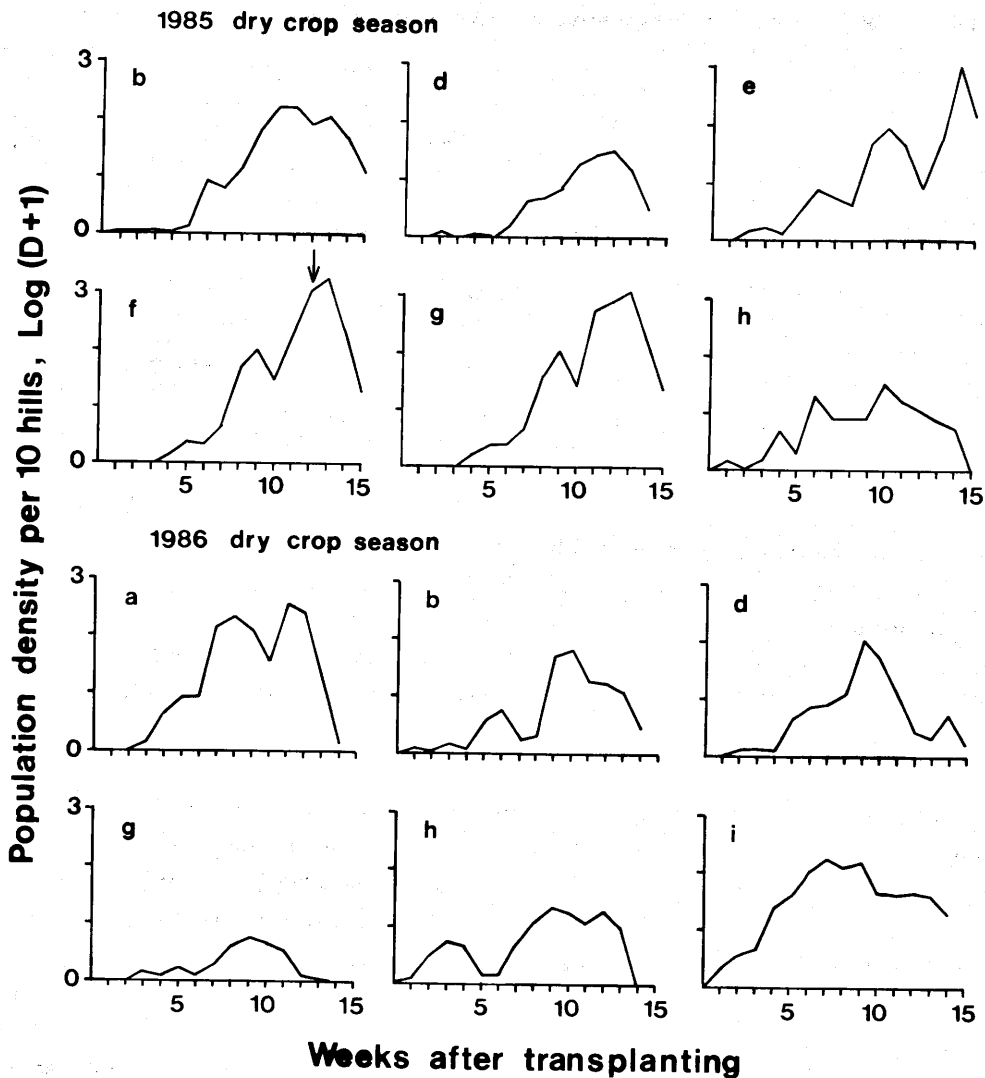 1985 dry crop season
3
b
d
e
0
3
f
g
h
0
5 10 15
5 10 15
5 10 15
1986 dry crop season
3
a
b
d
0
3
g
h
i
0
5 10 15
5 10 15
5 10 15
Population density per 10 hills, Log (D+1)
Weeks after transplanting